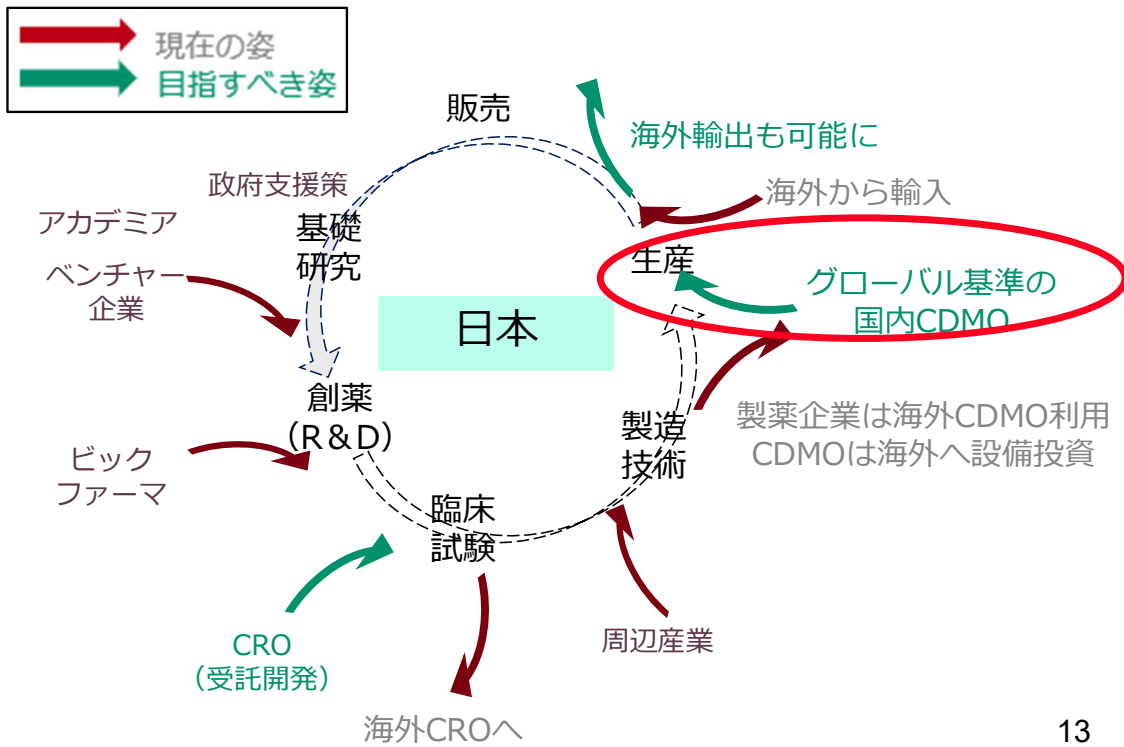 現在の姿
目指すべき姿
販売
海外輸出も可能に
政府支援策
海外から輸入
アカデミア
基礎
研究
生産
ベンチャー
企業
グローバル基準の
国内CDMO
日本
創薬
（R＆D）
製造
技術
製薬企業は海外CDMO利用
CDMOは海外へ設備投資
ビック
ファーマ
臨床
試験
CRO
（受託開発）
周辺産業
海外CROへ
13